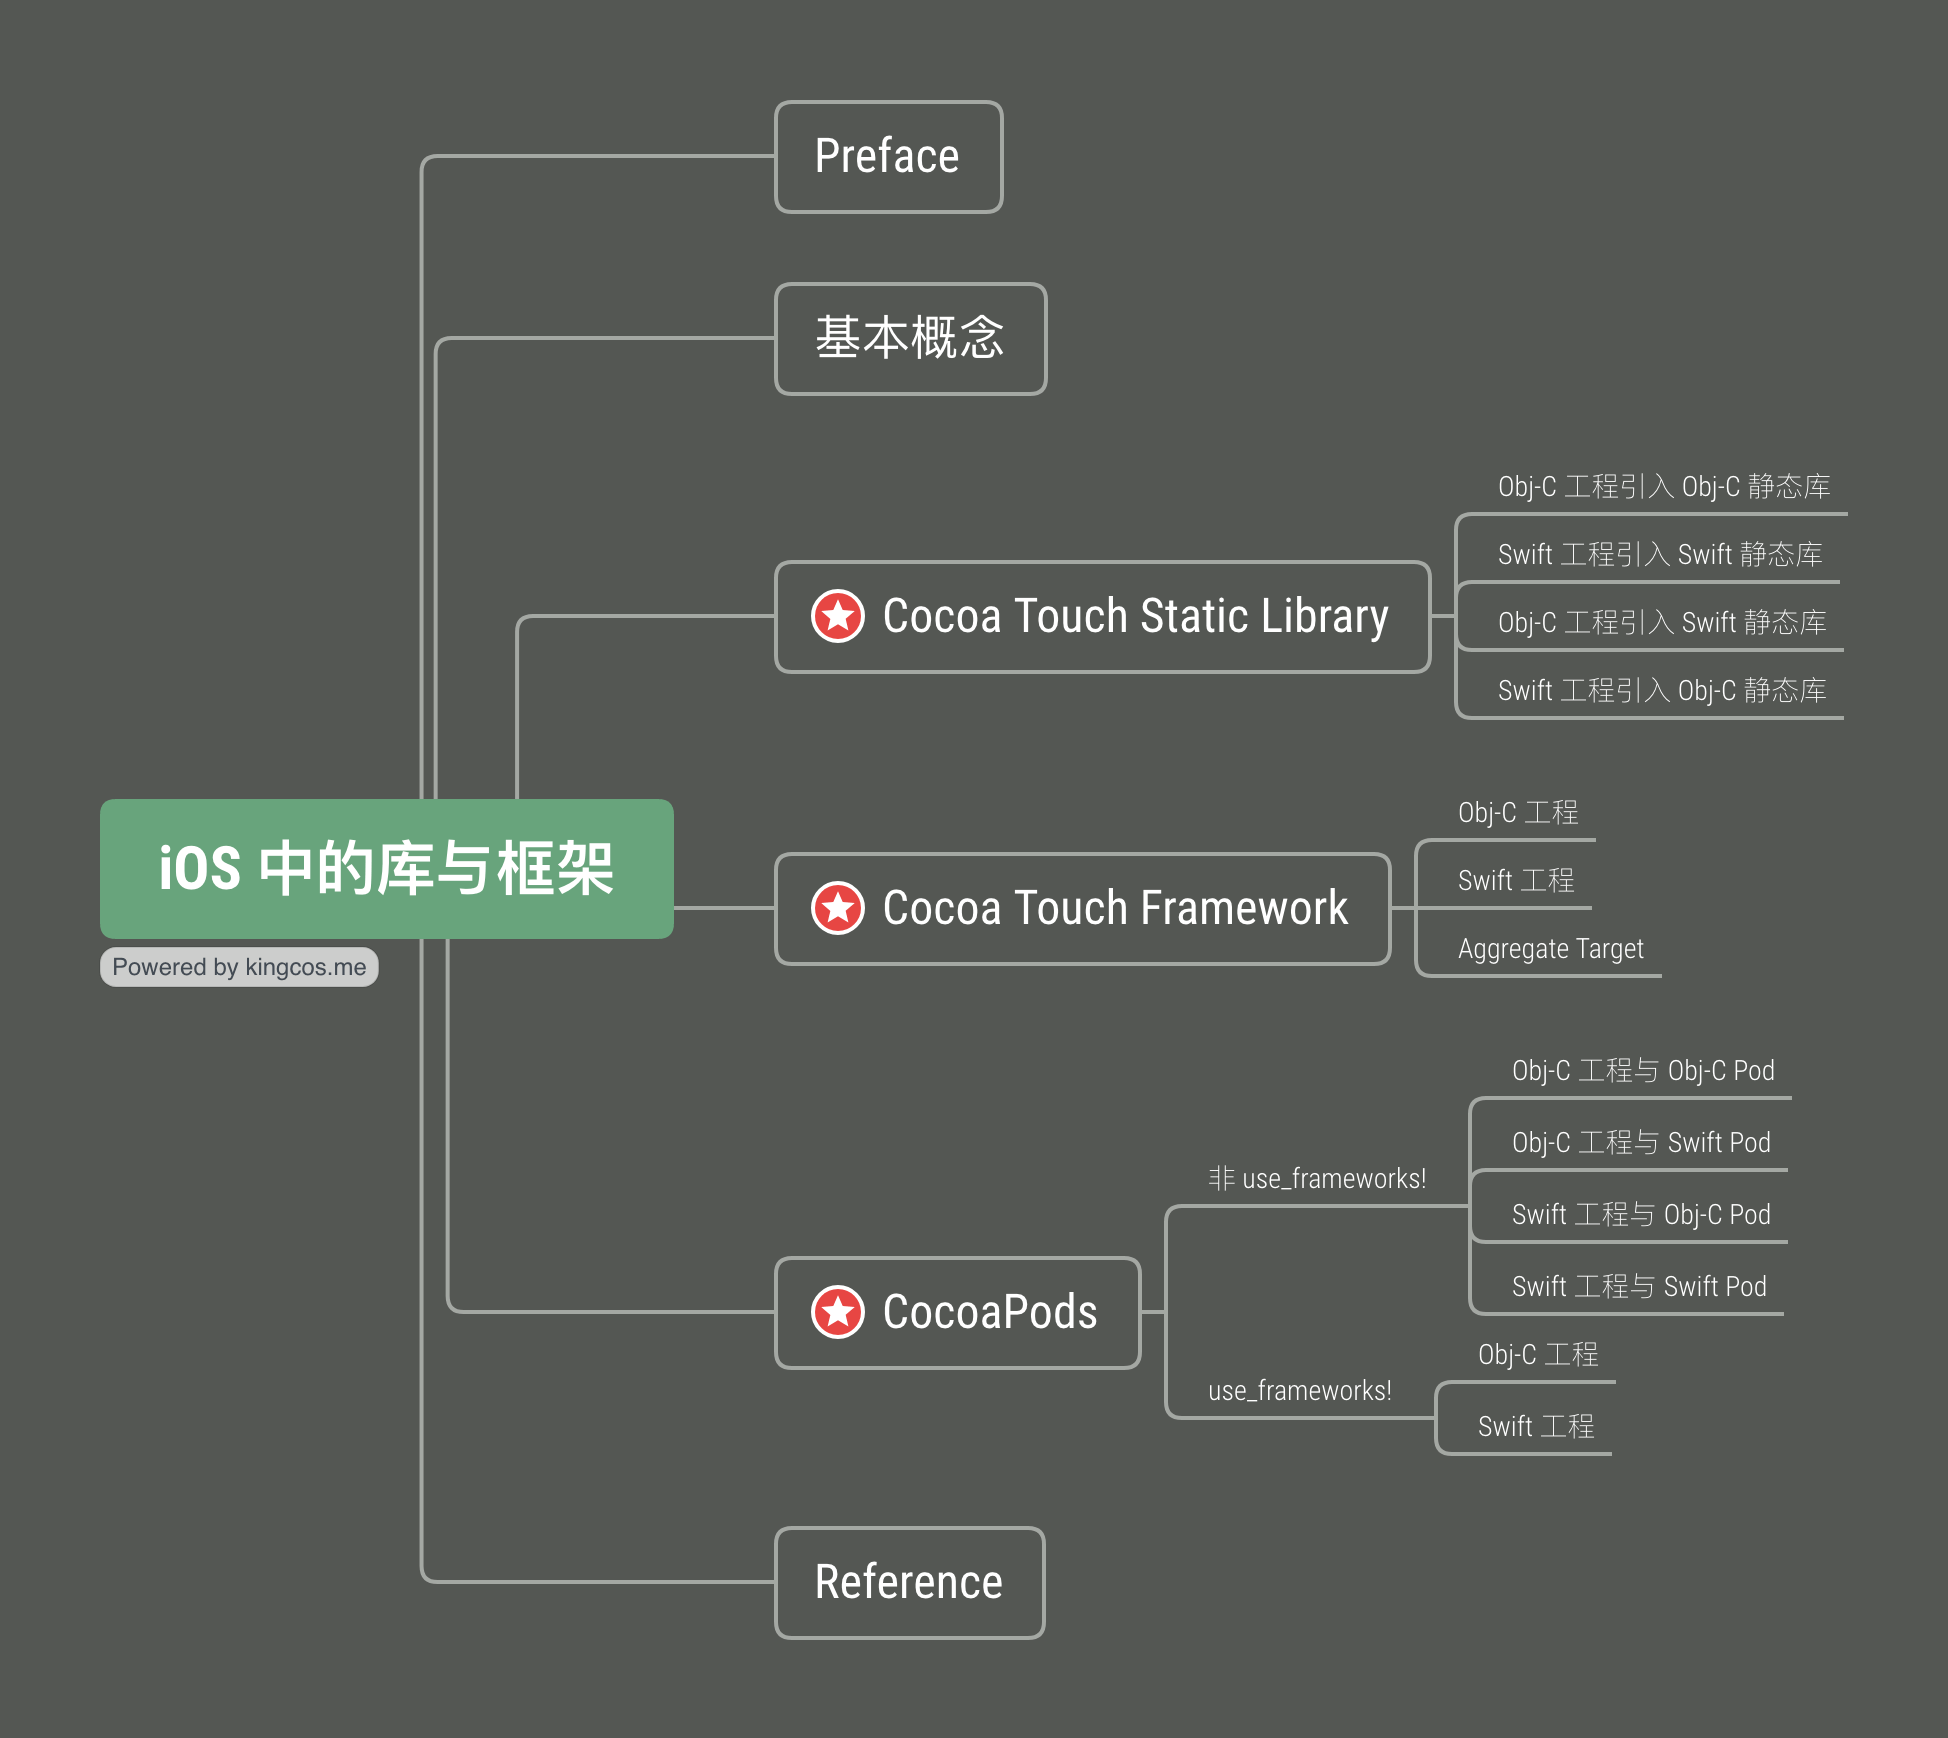 Preface
基本概念
Obj-C 工程引入 Obj-C 静态库
Swift 工程引入 Swift 静态库
Obj-C 工程引入 Swift 静态库
Swift 工程引入 Obj-C 静态库
Cocoa Touch Static Library
iOS 中的库与框架
Powered by kingcos.me
Obj-C 工程
Swift 工程
Aggregate Target
Cocoa Touch Framework
Obj-C 工程与 Obj-C Pod
Obj-C 工程与 Swift Pod
Swift 工程与 Obj-C Pod
Swift 工程与 Swift Pod
非 use_frameworks!
CocoaPods
use_frameworks!
Obj-C 工程
Swift 工程
Reference